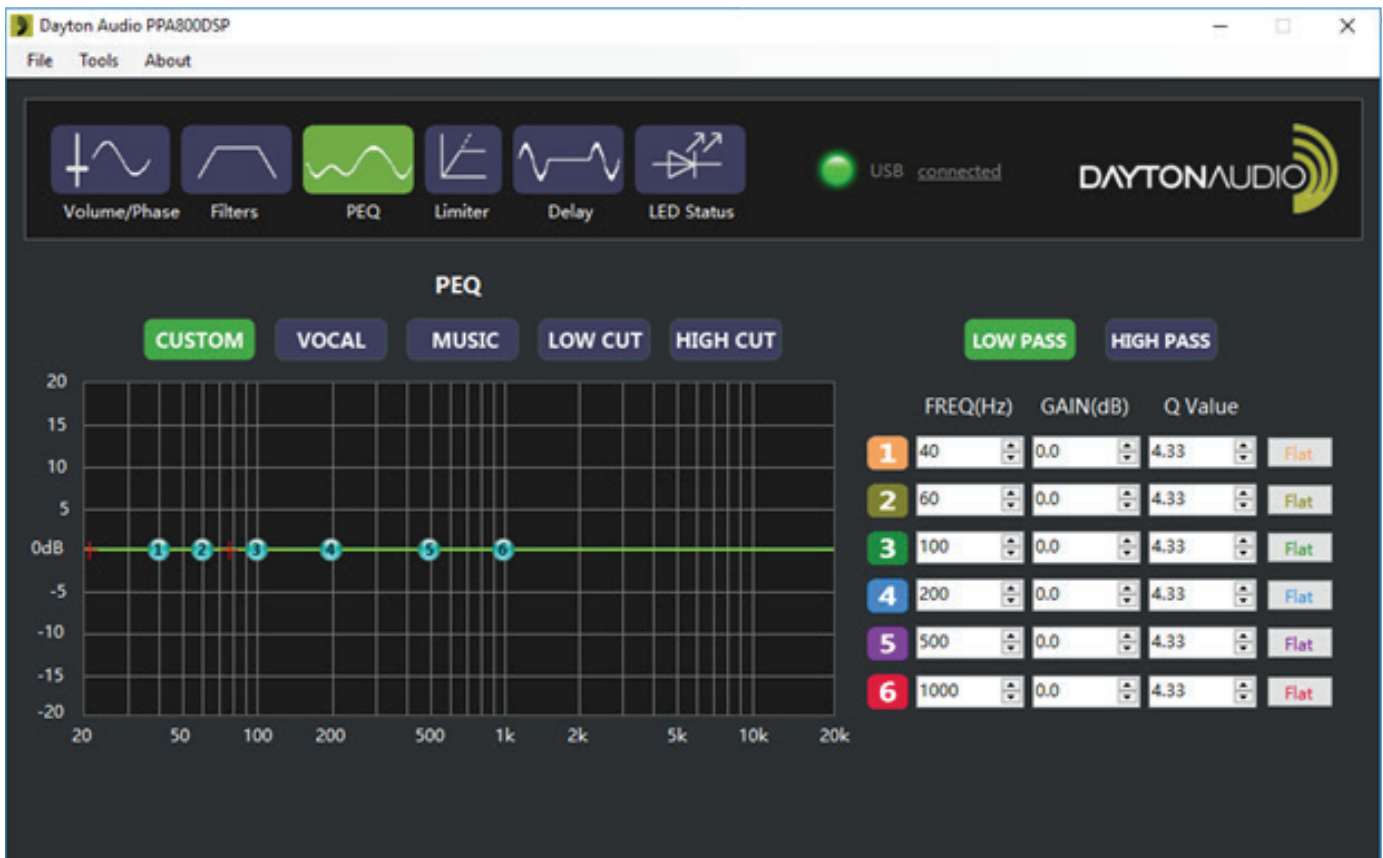 Dayton Audio PPA800DSP
File Tools About
Volume/Phase Filters PEQ Limiter Delay LED Status
USB connected
DAYTONAUDIO
PEQ
CUSTOM VOCAL MUSIC LOW CUT HIGH CUT
LOW PASS HIGH PASS
FREQ(Hz) GAIN(dB) Q Value
20
15
10
5
0dB
-5
-10
-15
-20
1 2 3 4 5 6
20 50 100 200 500 1k 2k 5k 10k 20k
1 40 0.0 4.33 Flat
2 60 0.0 4.33 Flat
3 100 0.0 4.33 Flat
4 200 0.0 4.33 Flat
5 500 0.0 4.33 Flat
6 1000 0.0 4.33 Flat